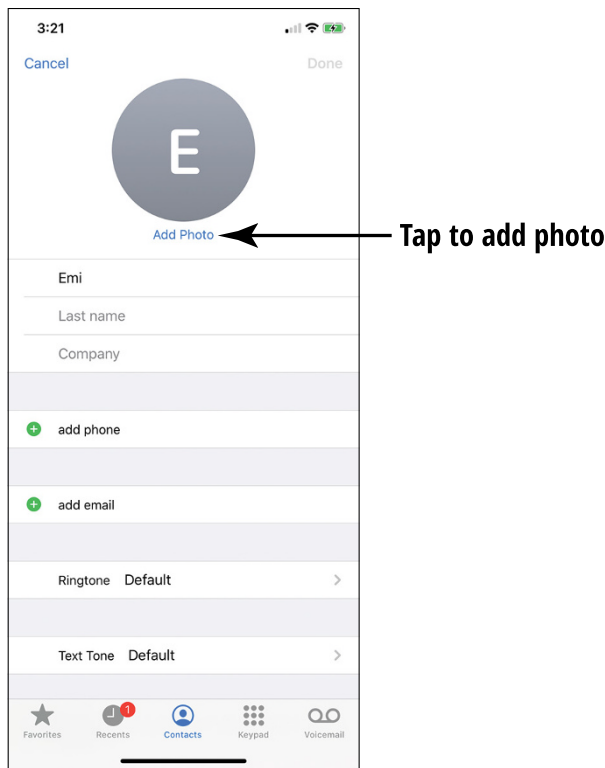 3:21
Cancel
Done
E
Add Photo
Tap to add photo
Emi
Last name
Company
add phone
add email
Ringtone Default
Text Tone Default
1
Favorites Recents Contacts Keypad Voicemail